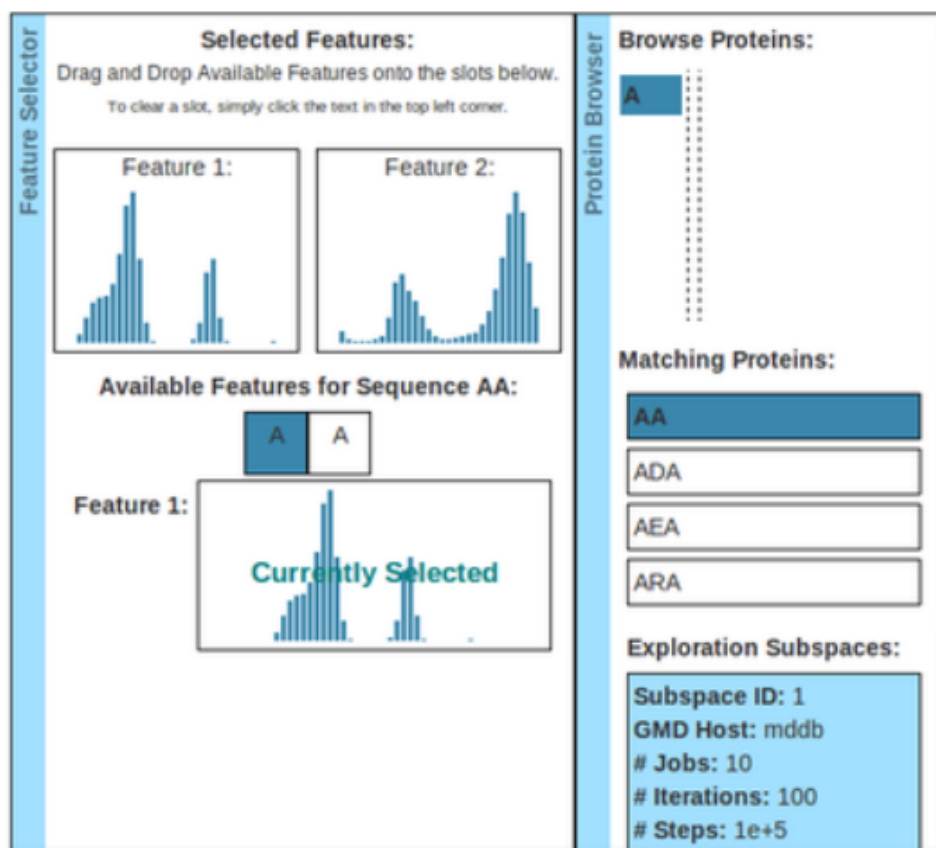 Feature Selector
Selected Features:
Drag and Drop Available Features onto the slots below.
To clear a slot, simply click the text in the top left corner.
Feature 1:
Feature 2:
Available Features for Sequence AA:
A
A
Feature 1:
Currently Selected
Protein Browser
Browse Proteins:
A
Matching Proteins:
AA
ADA
AEA
ARA
Exploration Subspaces:
Subspace ID: 1
GMD Host: mddb
# Jobs: 10
# Iterations: 100
# Steps: 1e+5